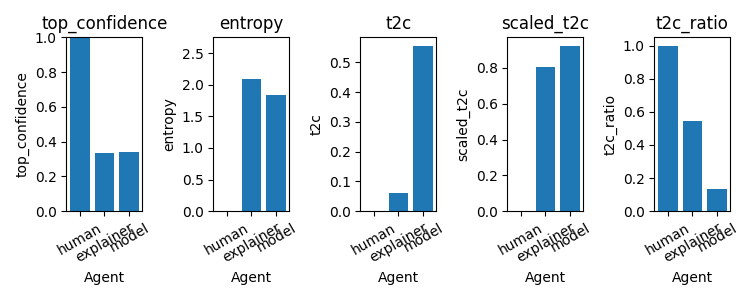 top_confidence
entropy
t2c
scaled_t2c
t2c_ratio
top_confidence
1.0
0.8
0.6
0.4
0.2
0.0
human
explainer
model
Agent
entropy
2.5
2.0
1.5
1.0
0.5
0.0
human
explainer
model
Agent
t2c
0.5
0.4
0.3
0.2
0.1
0.0
human
explainer
model
Agent
scaled_t2c
0.8
0.6
0.4
0.2
0.0
human
explainer
model
Agent
t2c_ratio
1.0
0.8
0.6
0.4
0.2
0.0
human
explainer
model
Agent